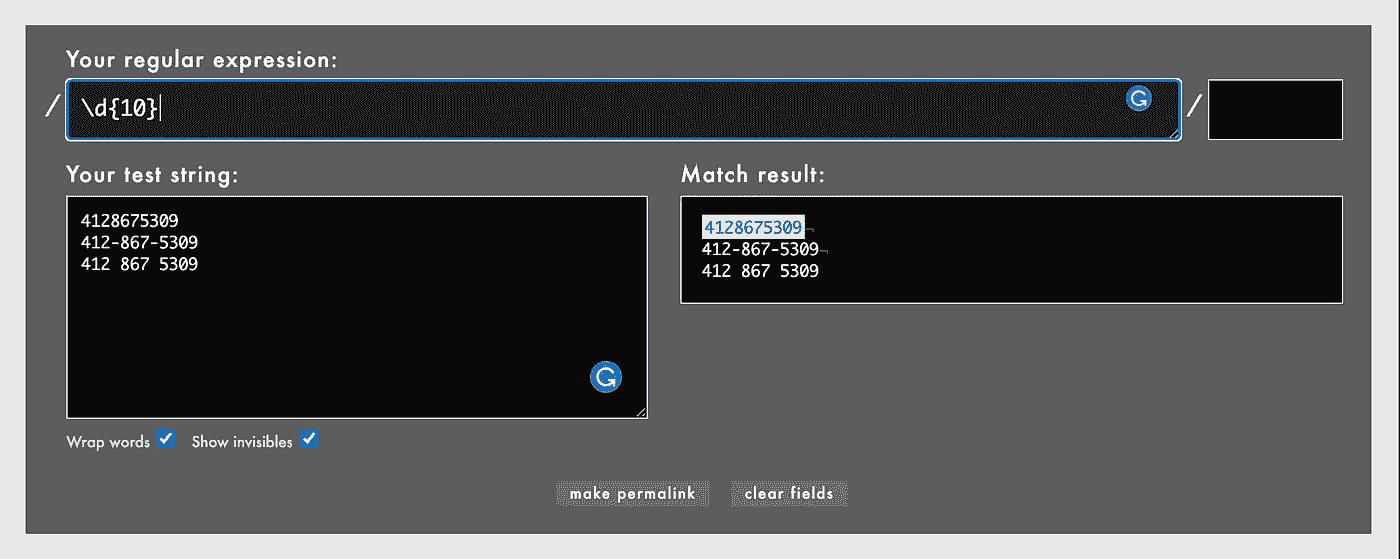 Your regular expression:
/ \d{10} /
Your test string:
4128675309
412-867-5309
412 867 5309
Match result:
4128675309¬
412-867-5309¬
412 867 5309
Wrap words
Show invisibles
make permalink
clear fields